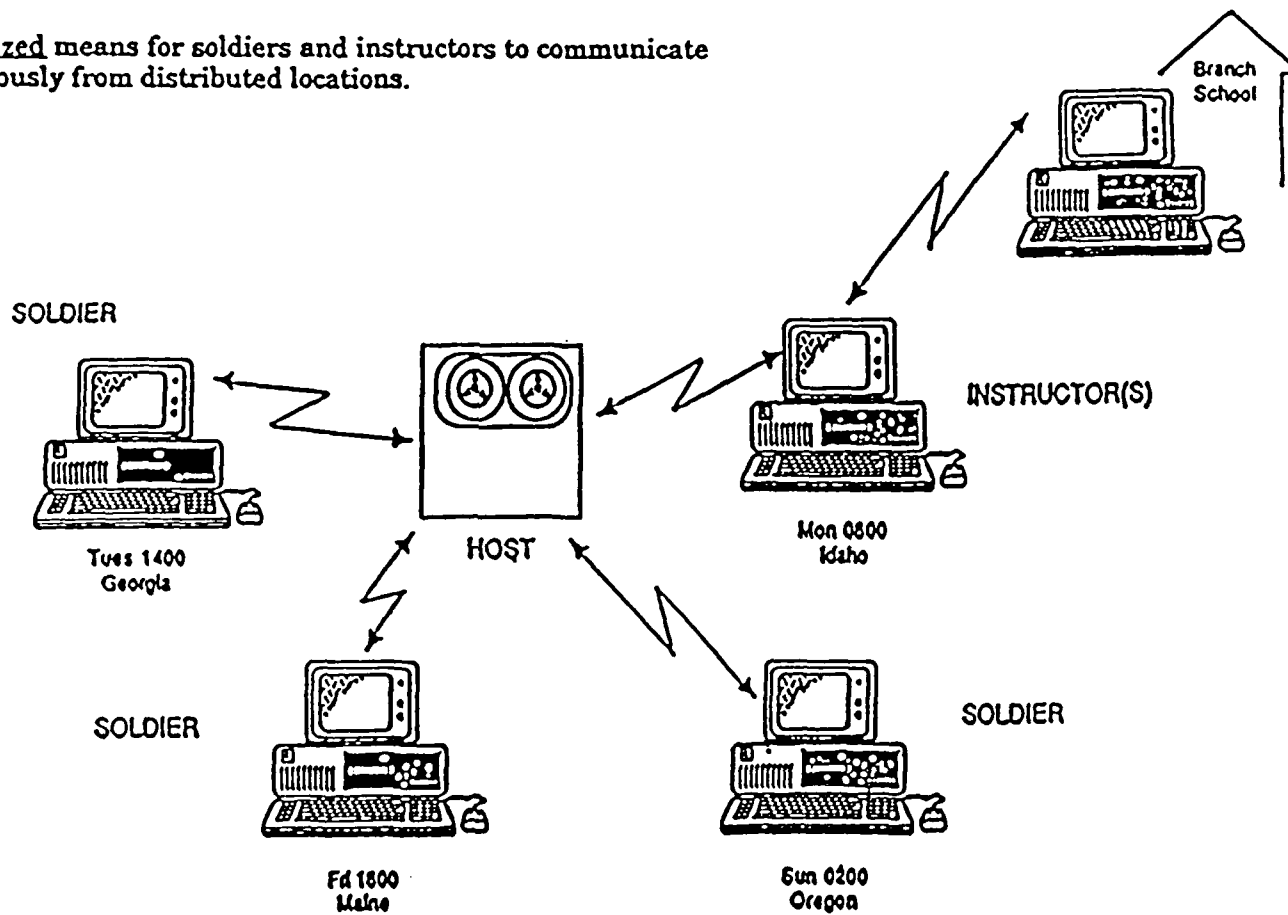 zed means for soldiers and instructors to communicate
ously from distributed locations.
Branch
School
SOLDIER
INSTRUCTOR(S)
HOST
Tues 1400
Georgia
Mon 0800
Idaho
SOLDIER
SOLDIER
Fri 1600
Maine
Sun 0200
Oregon